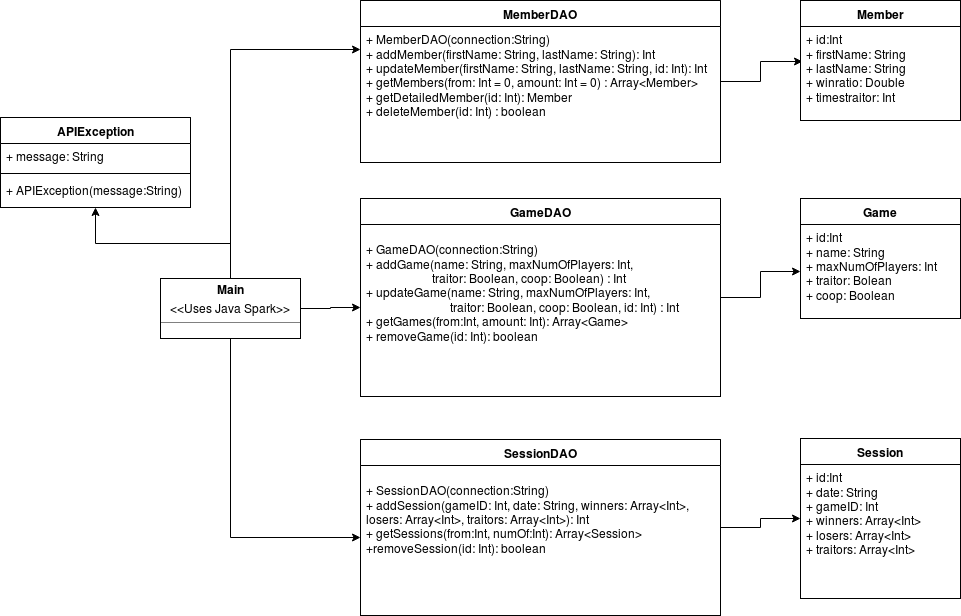 MemberDAO
+ MemberDAO(connection:String)
+ addMember(firstName: String, lastName: String): Int
+ updateMember(firstName: String, lastName: String, id: Int): Int
+ getMembers(from: Int = 0, amount: Int = 0) : Array<Member>
+ getDetailedMember(id: Int): Member
+ deleteMember(id: Int) : boolean
Member
+ id:Int
+ firstName: String
+ lastName: String
+ winratio: Double
+ timestraitor: Int
APIException
+ message: String
+ APIException(message:String)
GameDAO
+ GameDAO(connection:String)
+ addGame(name: String, maxNumOfPlayers: Int,
traitor: Boolean, coop: Boolean) : Int
+ updateGame(name: String, maxNumOfPlayers: Int,
traitor: Boolean, coop: Boolean, id: Int) : Int
+ getGames(from:Int, amount: Int): Array<Game>
+ removeGame(id: Int): boolean
Game
+ id:Int
+ name: String
+ maxNumOfPlayers: Int
+ traitor: Bolean
+ coop: Boolean
Main
<<Uses Java Spark>>
SessionDAO
+ SessionDAO(connection:String)
+ addSession(gameID: Int, date: String, winners: Array<Int>,
losers: Array<Int>, traitors: Array<Int>): Int
+ getSessions(from:Int, numOf:Int): Array<Session>
+removeSession(id: Int): boolean
Session
+ id:Int
+ date: String
+ gameID: Int
+ winners: Array<Int>
+ losers: Array<Int>
+ traitors: Array<Int>